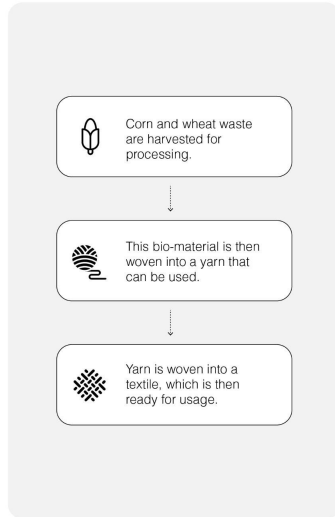 Corn and wheat waste
are harvested for
processing.
This bio-material is then
woven into a yarn that
can be used.
Yarn is woven into a
textile, which is then
ready for usage.